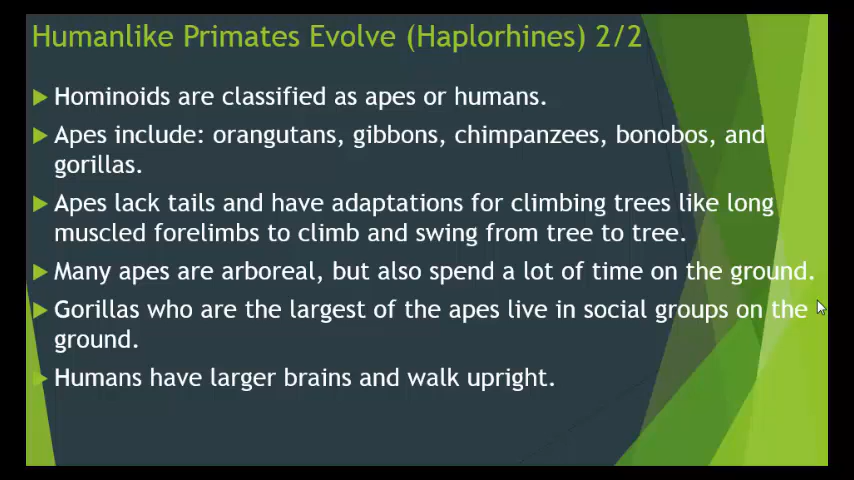 Humanlike Primates Evolve (Haplorhines) 2/2
Hominoids are classified as apes or humans.
Apes include: orangutans, gibbons, chimpanzees, bonobos, and
gorillas.
Apes lack tails and have adaptations for climbing trees like long
muscled forelimbs to climb and swing from tree to tree.
Many apes are arboreal, but also spend a lot of time on the ground.
Gorillas who are the largest of the apes live in social groups on the
ground.
Humans have larger brains and walk upright.